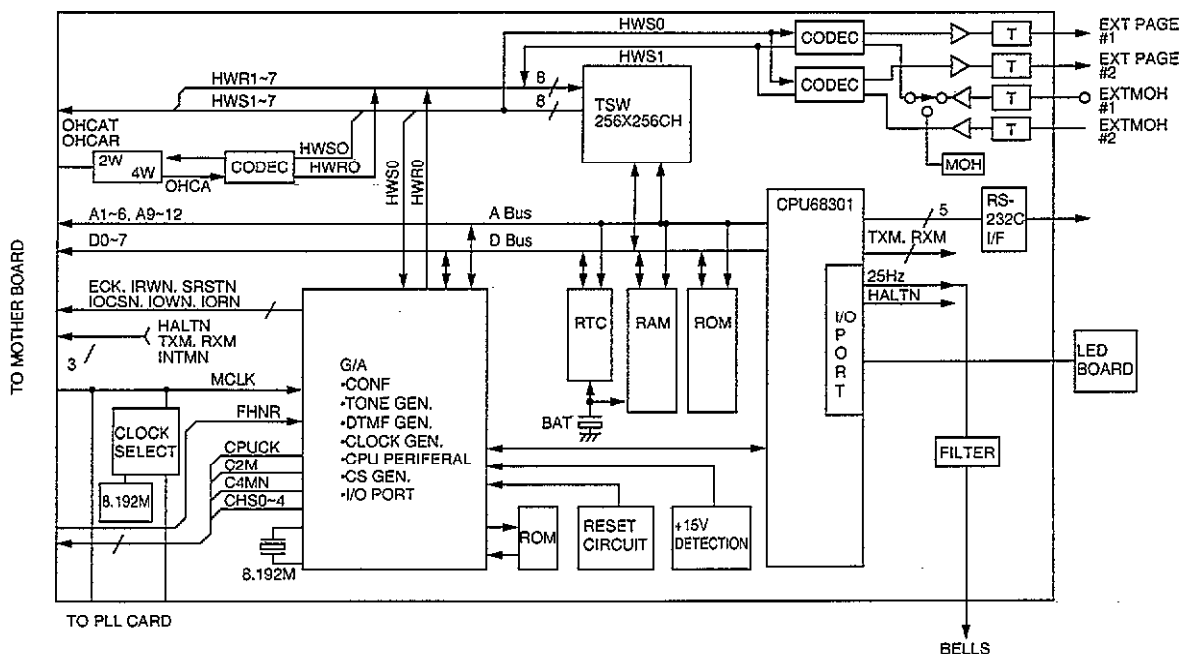 HWS0
CODEC
T
EXT PAGE
#1
HWS1
CODEC
T
EXT PAGE
#2
HWR1~7
8
TSW
256X256CH
T
EXTMOH
#1
HWS1~7
8
T
EXTMOH
#2
OHCAT
OHCAR
2W
4W
OHCA
CODEC
HWSO
HWRO
HWS0
HWR0
MOH
A1~6, A9~12
A Bus
D0~7
D Bus
CPU68301
5
RS-
232C
I/F
TXM. RXM
25Hz
HALTN
I/O
PORT
ECK. IRWN. SRSTN
IOCSN. IOWN. IORN
HALTN
TXM. RXM
INTMN
3
RTC
RAM
ROM
BAT
LED
BOARD
TO MOTHER BOARD
MCLK
FHNR
CLOCK
SELECT
8.192M
CPUCK
C2M
C4MN
CHS0~4
G/A
•CONF
•TONE GEN.
•DTMF GEN.
•CLOCK GEN.
•CPU PERIFERAL
•CS GEN.
•I/O PORT
8.192M
ROM
RESET
CIRCUIT
+15V
DETECTION
FILTER
TO PLL CARD
BELLS